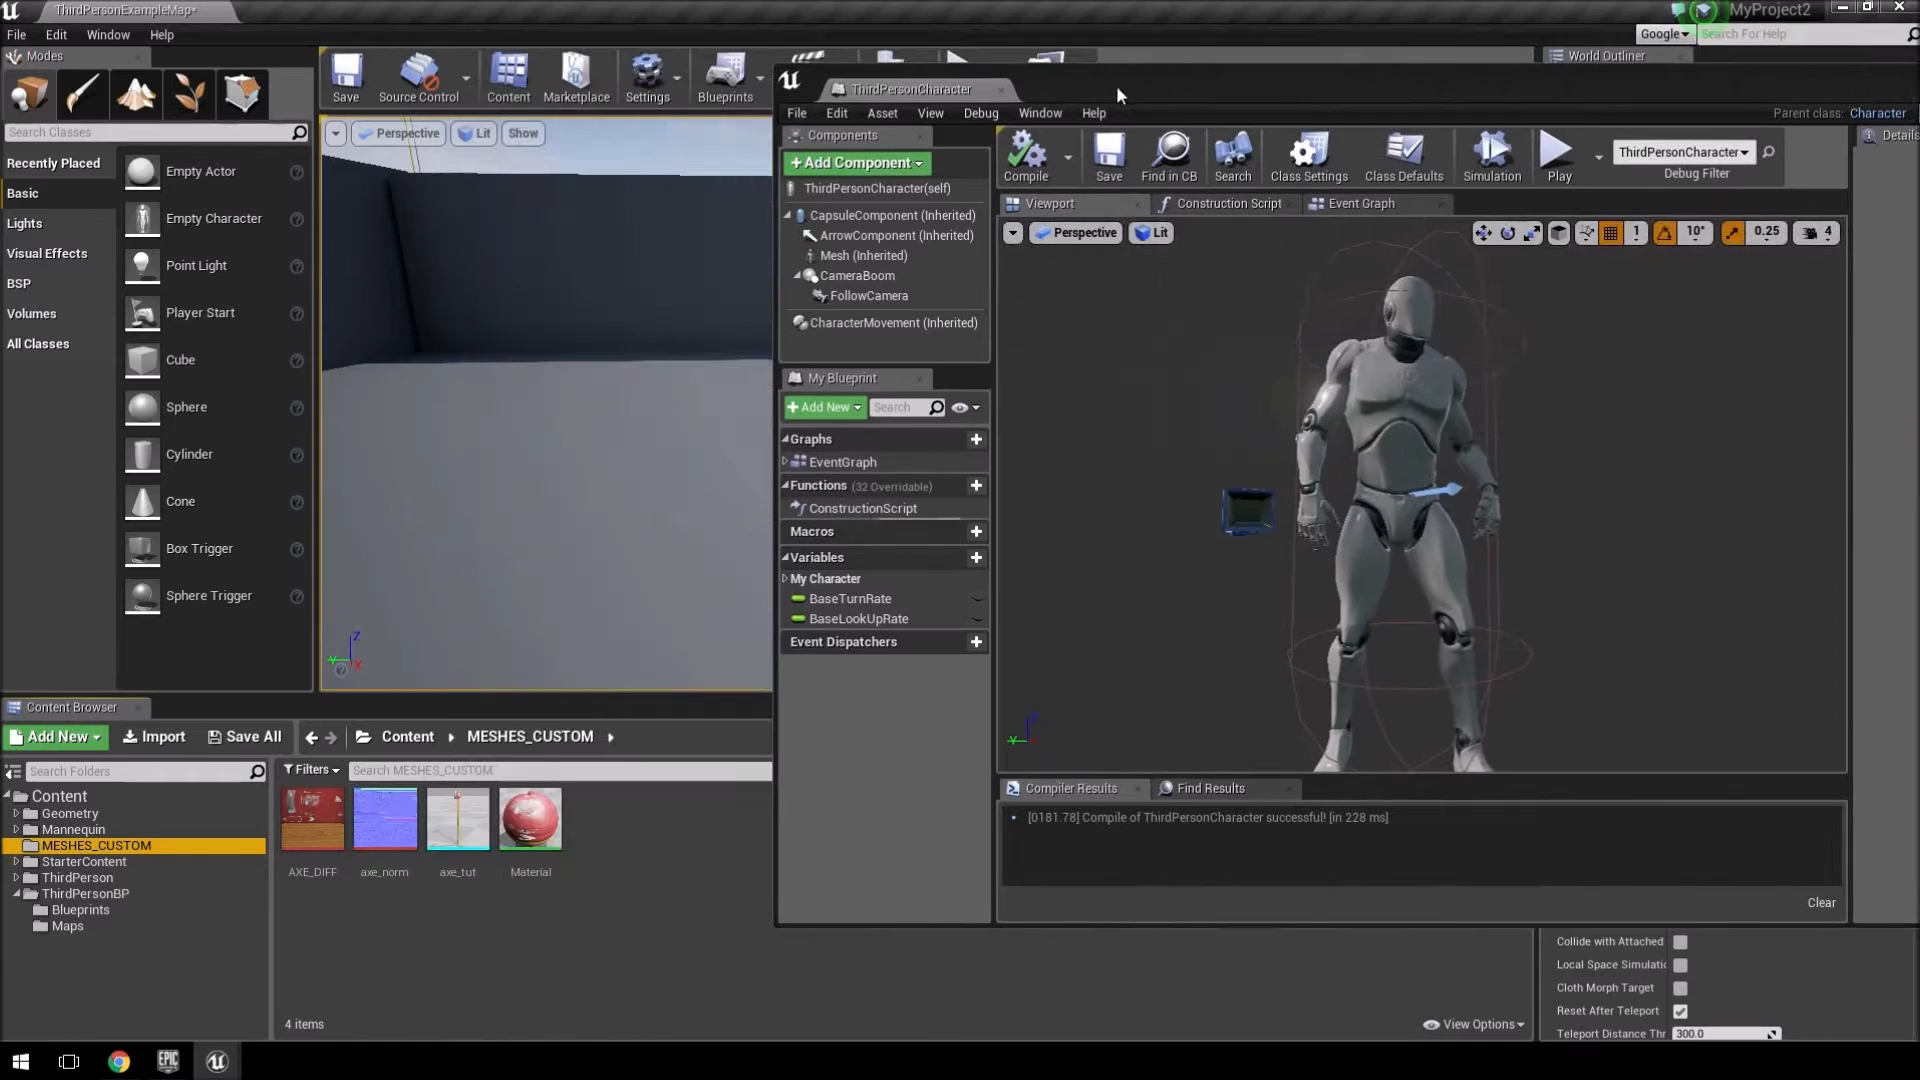 ThirdPersonExampleMap*
MyProject2
File Edit Window Help
Google
Search For Help
Modes
World Outliner
Save
Source Control
Content
Marketplace
Settings
Blueprints
Search Classes
Perspective
Lit
Show
Recently Placed
Basic
Lights
Visual Effects
BSP
Volumes
All Classes
Empty Actor
Empty Character
Point Light
Player Start
Cube
Sphere
Cylinder
Cone
Box Trigger
Sphere Trigger
Z
Y
X
ThirdPersonCharacter
File Edit Asset View Debug Window Help
Parent class: Character
Components
Details
+Add Component
ThirdPersonCharacter(self)
CapsuleComponent (Inherited)
ArrowComponent (Inherited)
Mesh (Inherited)
CameraBoom
FollowCamera
CharacterMovement (Inherited)
Compile
Save
Find in CB
Search
Class Settings
Class Defaults
Simulation
Play
ThirdPersonCharacter
Debug Filter
Viewport
Construction Script
Event Graph
Perspective
Lit
1
10°
0.25
4
My Blueprint
+Add New
Search
Graphs
EventGraph
Functions (32 Overridable)
ConstructionScript
Macros
Variables
My Character
BaseTurnRate
BaseLookUpRate
Event Dispatchers
Compiler Results
Find Results
[0181.78] Compile of ThirdPersonCharacter successful! [in 228 ms]
Clear
Content Browser
Add New
Import
Save All
Content
MESHES_CUSTOM
Search Folders
Filters
Search MESHES_CUSTOM
Content
Geometry
Mannequin
MESHES_CUSTOM
StarterContent
ThirdPerson
ThirdPersonBP
Blueprints
Maps
AXE_DIFF
axe_norm
axe_tut
Material
4 items
View Options
Collide with Attached
Local Space Simulatic
Cloth Morph Target
Reset After Teleport
Teleport Distance Thr
300.0
EPIC